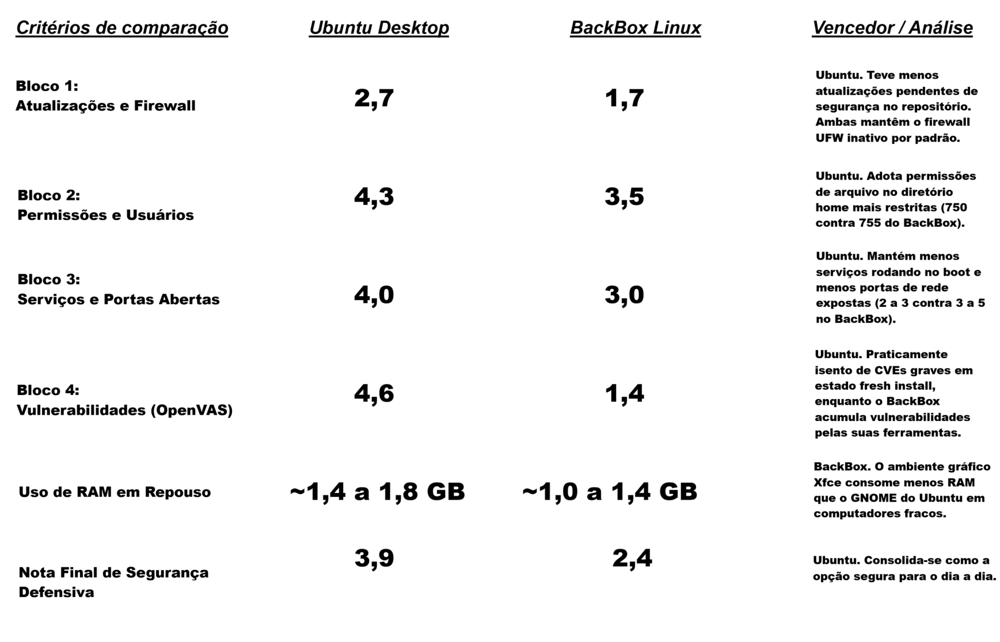 Critérios de comparação
Ubuntu Desktop
BackBox Linux
Vencedor / Análise
Bloco 1:
Atualizações e Firewall
2,7
1,7
Ubuntu. Teve menos
atualizações pendentes de
segurança no repositório.
Ambas mantêm o firewall
UFW inativo por padrão.
Bloco 2:
Permissões e Usuários
4,3
3,5
Ubuntu. Adota permissões
de arquivo no diretório
home mais restritas (750
contra 755 do BackBox).
Bloco 3:
Serviços e Portas Abertas
4,0
3,0
Ubuntu. Mantém menos
serviços rodando no boot e
menos portas de rede
expostas (2 a 3 contra 3 a 5
no BackBox).
Bloco 4:
Vulnerabilidades (OpenVAS)
4,6
1,4
Ubuntu. Praticamente
isento de CVEs graves em
estado fresh install,
enquanto o BackBox
acumula vulnerabilidades
pelas suas ferramentas.
Uso de RAM em Repouso
~1,4 a 1,8 GB
~1,0 a 1,4 GB
BackBox. O ambiente gráfico
Xfce consome menos RAM
que o GNOME do Ubuntu em
computadores fracos.
Nota Final de Segurança
Defensiva
3,9
2,4
Ubuntu. Consolida-se como a
opção segura para o dia a dia.